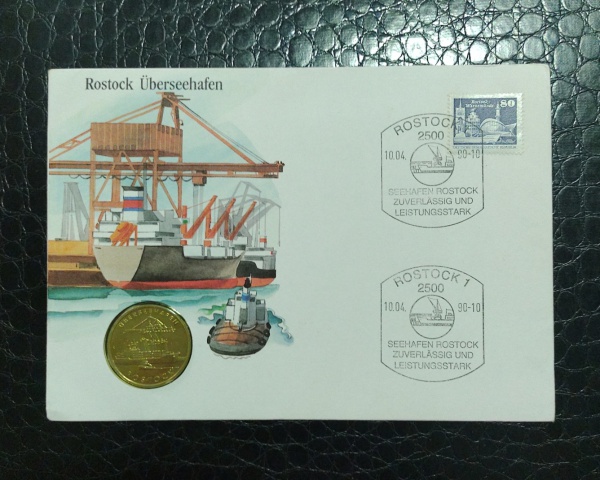 Rostock Überseehafen
80
ROSTOCK 1
2500
10.04. 90-10
SEEHAFEN ROSTOCK
ZUVERLÄSSIG UND
LEISTUNGSSTARK
ROSTOCK 1
2500
10.04. 90-10
SEEHAFEN ROSTOCK
ZUVERLÄSSIG UND
LEISTUNGSSTARK